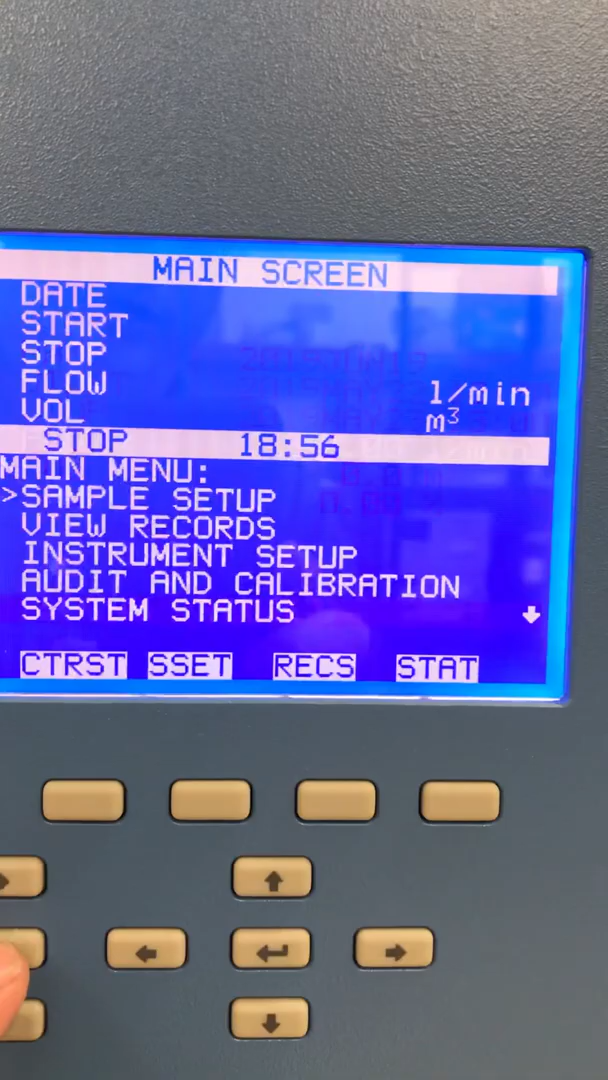 MAIN SCREEN
DATE
START
STOP
FLOW l/min
VOL m³
STOP 18:56
MAIN MENU:
>SAMPLE SETUP
VIEW RECORDS
INSTRUMENT SETUP
AUDIT AND CALIBRATION
SYSTEM STATUS
CTRST SSET RECS STAT